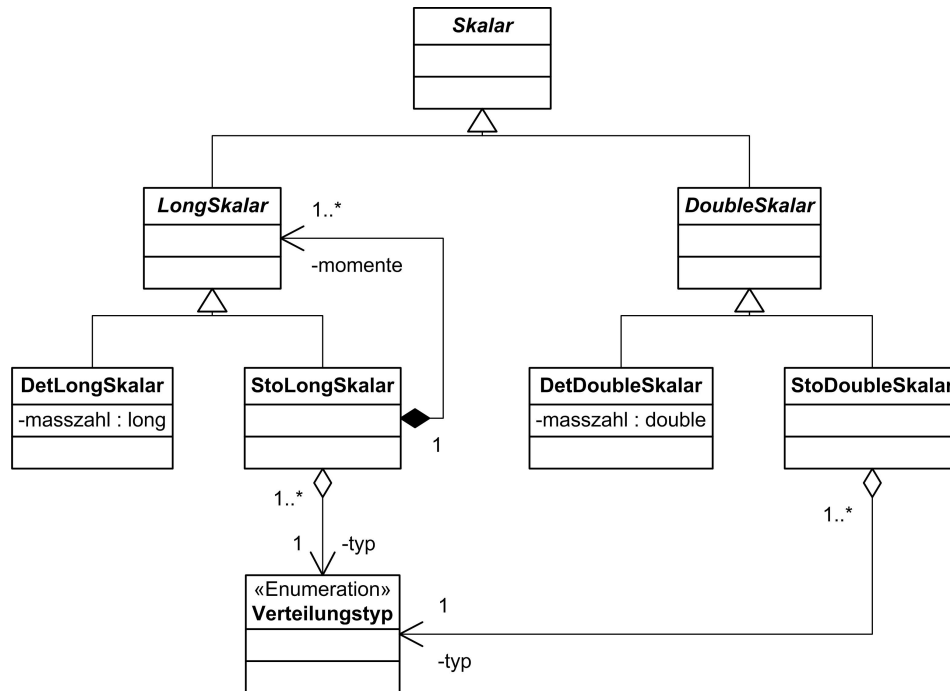 Skalar
LongSkalar
1..*
DoubleSkalar
-momente
DetLongSkalar
StoLongSkalar
DetDoubleSkalar
StoDoubleSkalar
-masszahl : long
-masszahl : double
1
1..*
1..*
1
-typ
«Enumeration»
Verteilungstyp
1
-typ